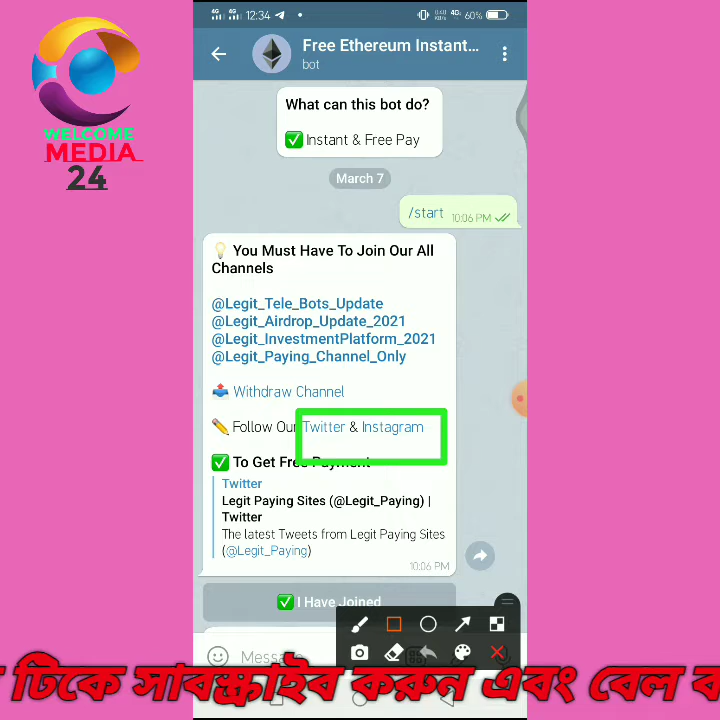 12:34
60%
WELCOME
MEDIA
24
Free Ethereum Instant...
bot
What can this bot do?
✅ Instant & Free Pay
March 7
/start
10:06 PM
💡 You Must Have To Join Our All
Channels
@Legit_Tele_Bots_Update
@Legit_Airdrop_Update_2021
@Legit_InvestmentPlatform_2021
@Legit_Paying_Channel_Only
📤 Withdraw Channel
✏️ Follow Our Twitter & Instagram
✅ To Get Free Payment
Twitter
Legit Paying Sites (@Legit_Paying) |
Twitter
The latest Tweets from Legit Paying Sites
(@Legit_Paying)
10:06 PM
✅ I Have Joined
Message
টিকে সাবস্ক্রাইব করুন এবং বেল